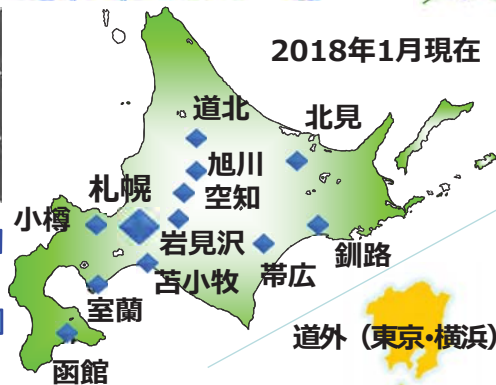 2018年1月現在
道北
北見
旭川
札幌
空知
小樽
岩見沢
釧路
帯広
苫小牧
室蘭
道外（東京・横浜）
函館